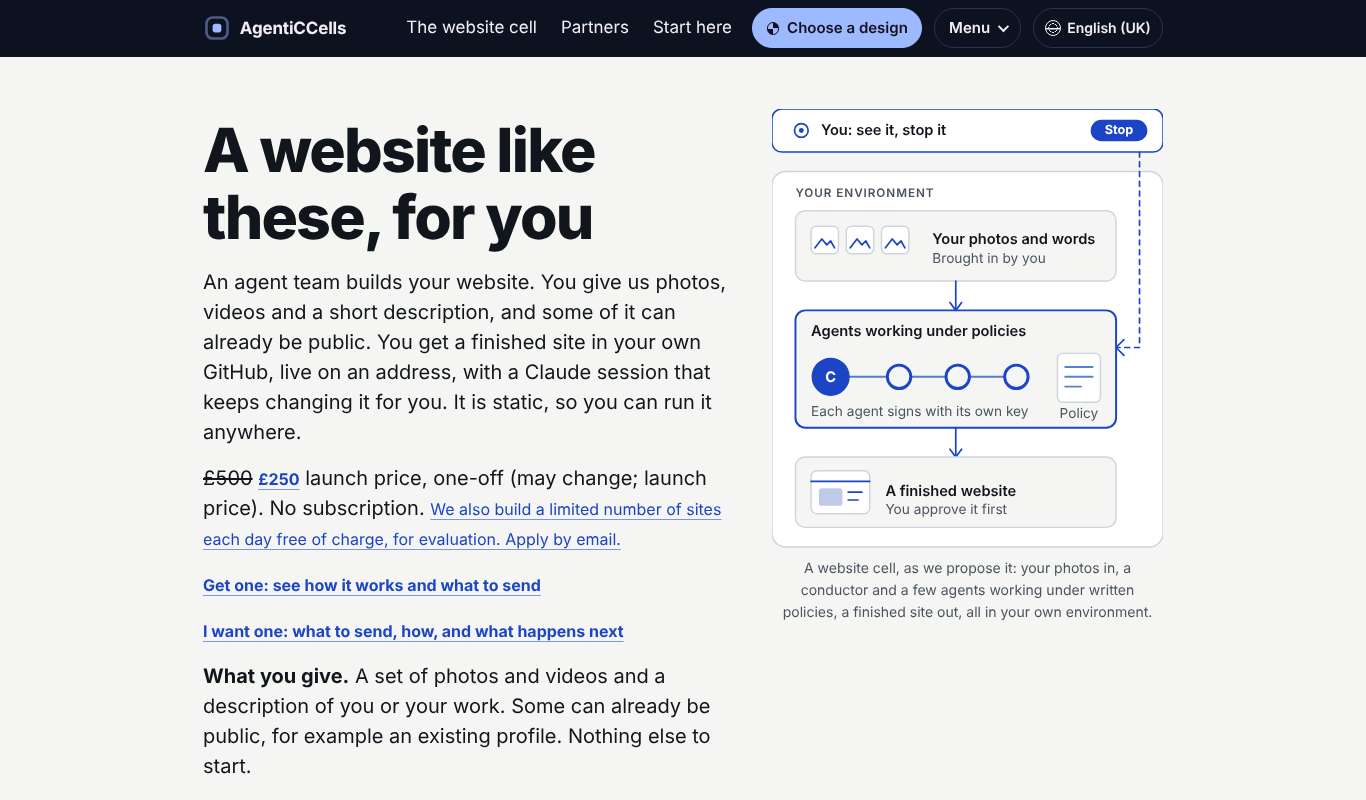 AgentiCCells
The website cell
Partners
Start here
Choose a design
Menu
English (UK)
A website like
these, for you
An agent team builds your website. You give us photos,
videos and a short description, and some of it can
already be public. You get a finished site in your own
GitHub, live on an address, with a Claude session that
keeps changing it for you. It is static, so you can run it
anywhere.
£500 £250 launch price, one-off (may change; launch
price). No subscription. We also build a limited number of sites
each day free of charge, for evaluation. Apply by email.
Get one: see how it works and what to send
I want one: what to send, how, and what happens next
What you give. A set of photos and videos and a
description of you or your work. Some can already be
public, for example an existing profile. Nothing else to
start.
You: see it, stop it
Stop
YOUR ENVIRONMENT
Your photos and words
Brought in by you
Agents working under policies
C
Each agent signs with its own key
Policy
A finished website
You approve it first
A website cell, as we propose it: your photos in, a
conductor and a few agents working under written
policies, a finished site out, all in your own environment.